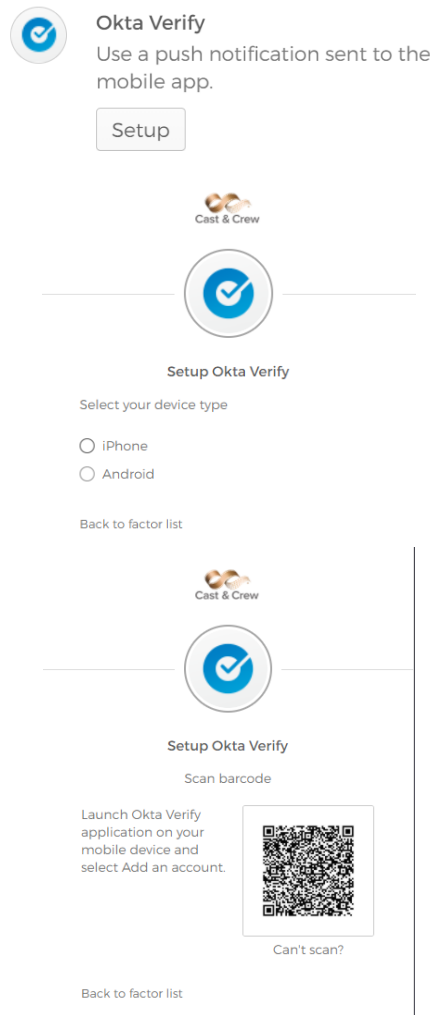 Okta Verify
Use a push notification sent to the
mobile app.
Setup
Cast & Crew
Setup Okta Verify
Select your device type
iPhone
Android
Back to factor list
Cast & Crew
Setup Okta Verify
Scan barcode
Launch Okta Verify
application on your
mobile device and
select Add an account.
Can't scan?
Back to factor list